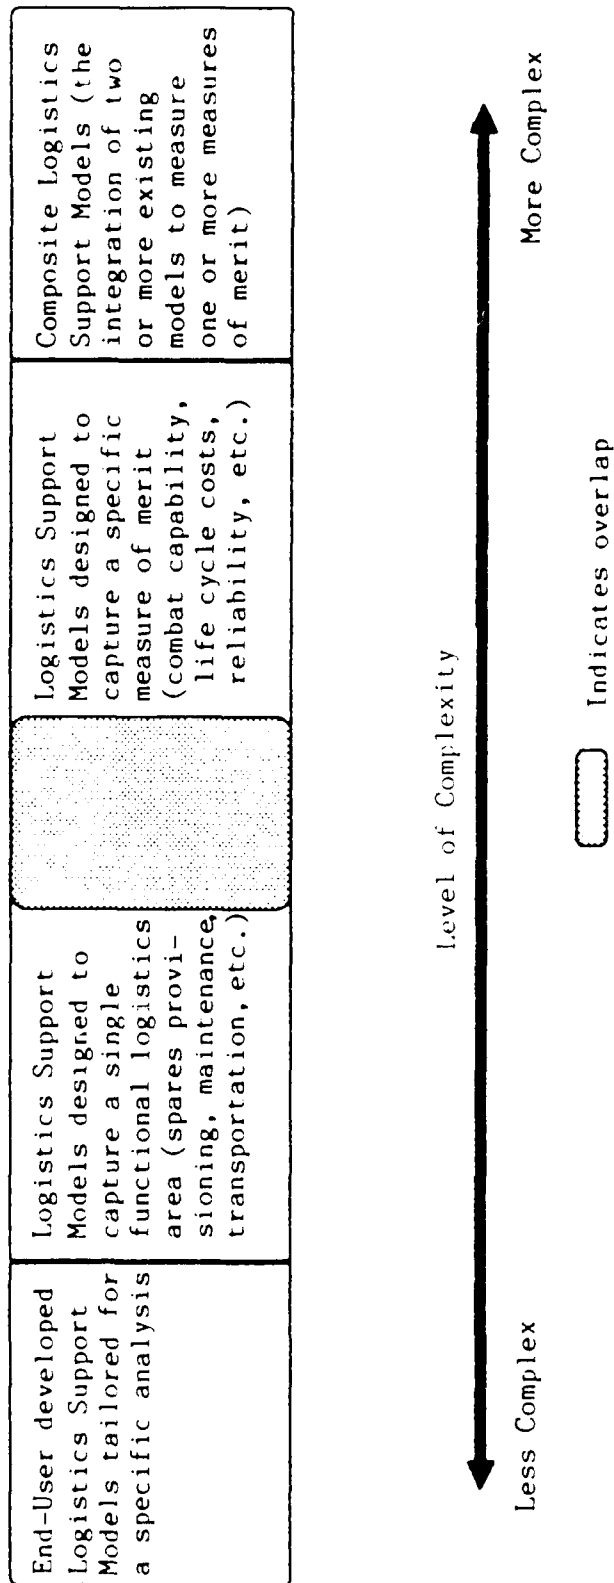 End-User developed
Logistics Support
Models tailored for
a specific analysis
Logistics Support
Models designed to
capture a single
functional logistics
area (spares provi-
sioning, maintenance,
transportation, etc.)
Logistics Support
Models designed to
capture a specific
measure of merit
(combat capability,
life cycle costs,
reliability, etc.)
Composite Logistics
Support Models (the
integration of two
or more existing
models to measure
one or more measures
of merit)
Level of Complexity
Less Complex
More Complex
Indicates overlap